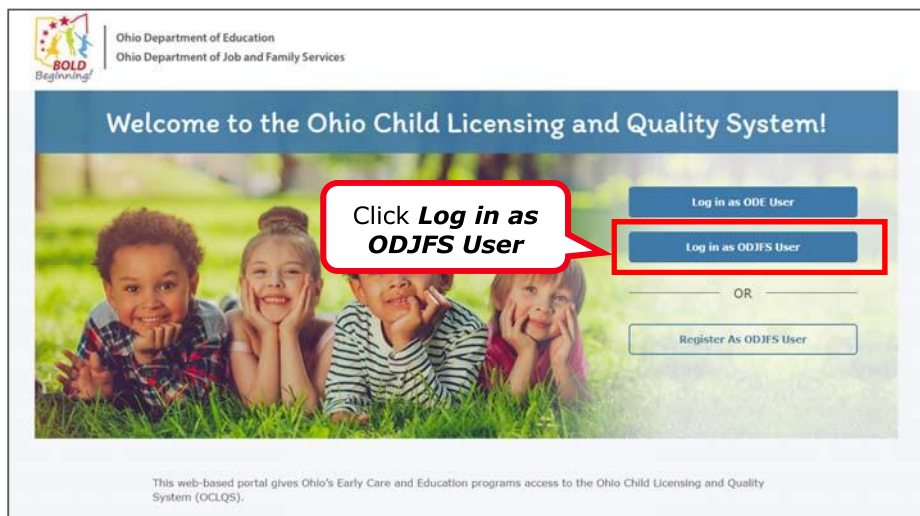 BOLD
Beginning!
Ohio Department of Education
Ohio Department of Job and Family Services
Welcome to the Ohio Child Licensing and Quality System!
Click Log in as
ODJFS User
Log in as ODE User
Log in as ODJFS User
OR
Register As ODJFS User
This web-based portal gives Ohio's Early Care and Education programs access to the Ohio Child Licensing and Quality
System (OCLQS).